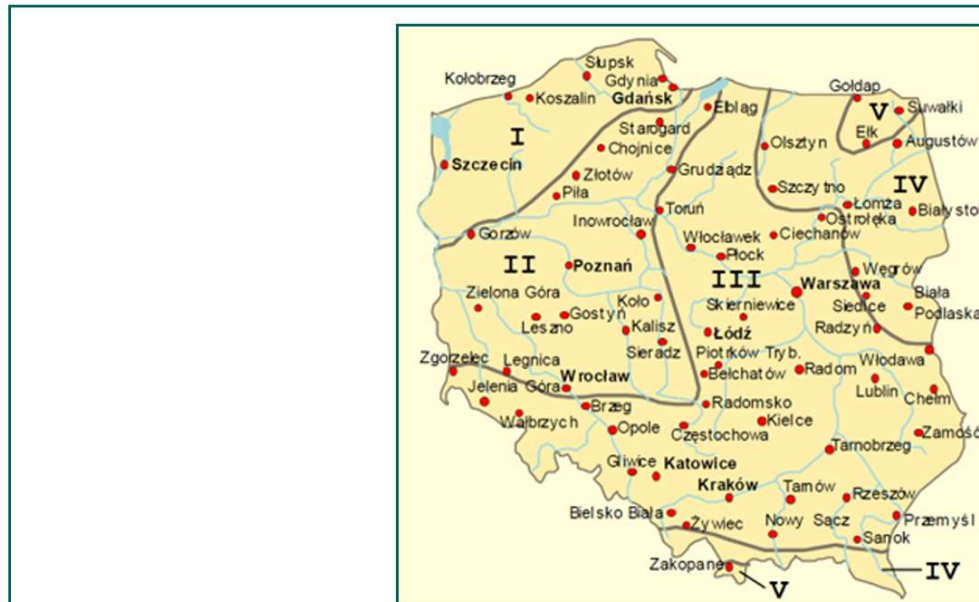 Słupsk
Kołobrzeg
Gdynia
Gołdap
Koszalin
Gdańsk
Elbląg
V
Suwałki
Starogard
I
Chojnice
Olsztyn
Ełk
Augustów
Szczecin
Złotów
Grudziądz
Szczytno
IV
Piła
Toruń
Łomża
Białystok
Inowrocław
Ostrołęka
Gorzów
Włocławek
Ciechanów
Płock
II
Poznań
III
Węgrów
Zielona Góra
Koło
Skierniewice
Warszawa
Biała
Podlaska
Siedlce
Leszno
Gostyń
Kalisz
Łódź
Radzyń
Sieradz
Zgorzelec
Legnica
Piotrków Tryb.
Włodawa
Wrocław
Bełchatów
Radom
Lublin
Jelenia Góra
Chełm
Brzeg
Radomsko
Wałbrzych
Opole
Kielce
Częstochowa
Zamość
Tarnobrzeg
Gliwice
Katowice
Kraków
Tarnów
Rzeszów
Bielsko Biała
Żywiec
Nowy Sącz
Przemyśl
Sanok
Zakopane
V
IV